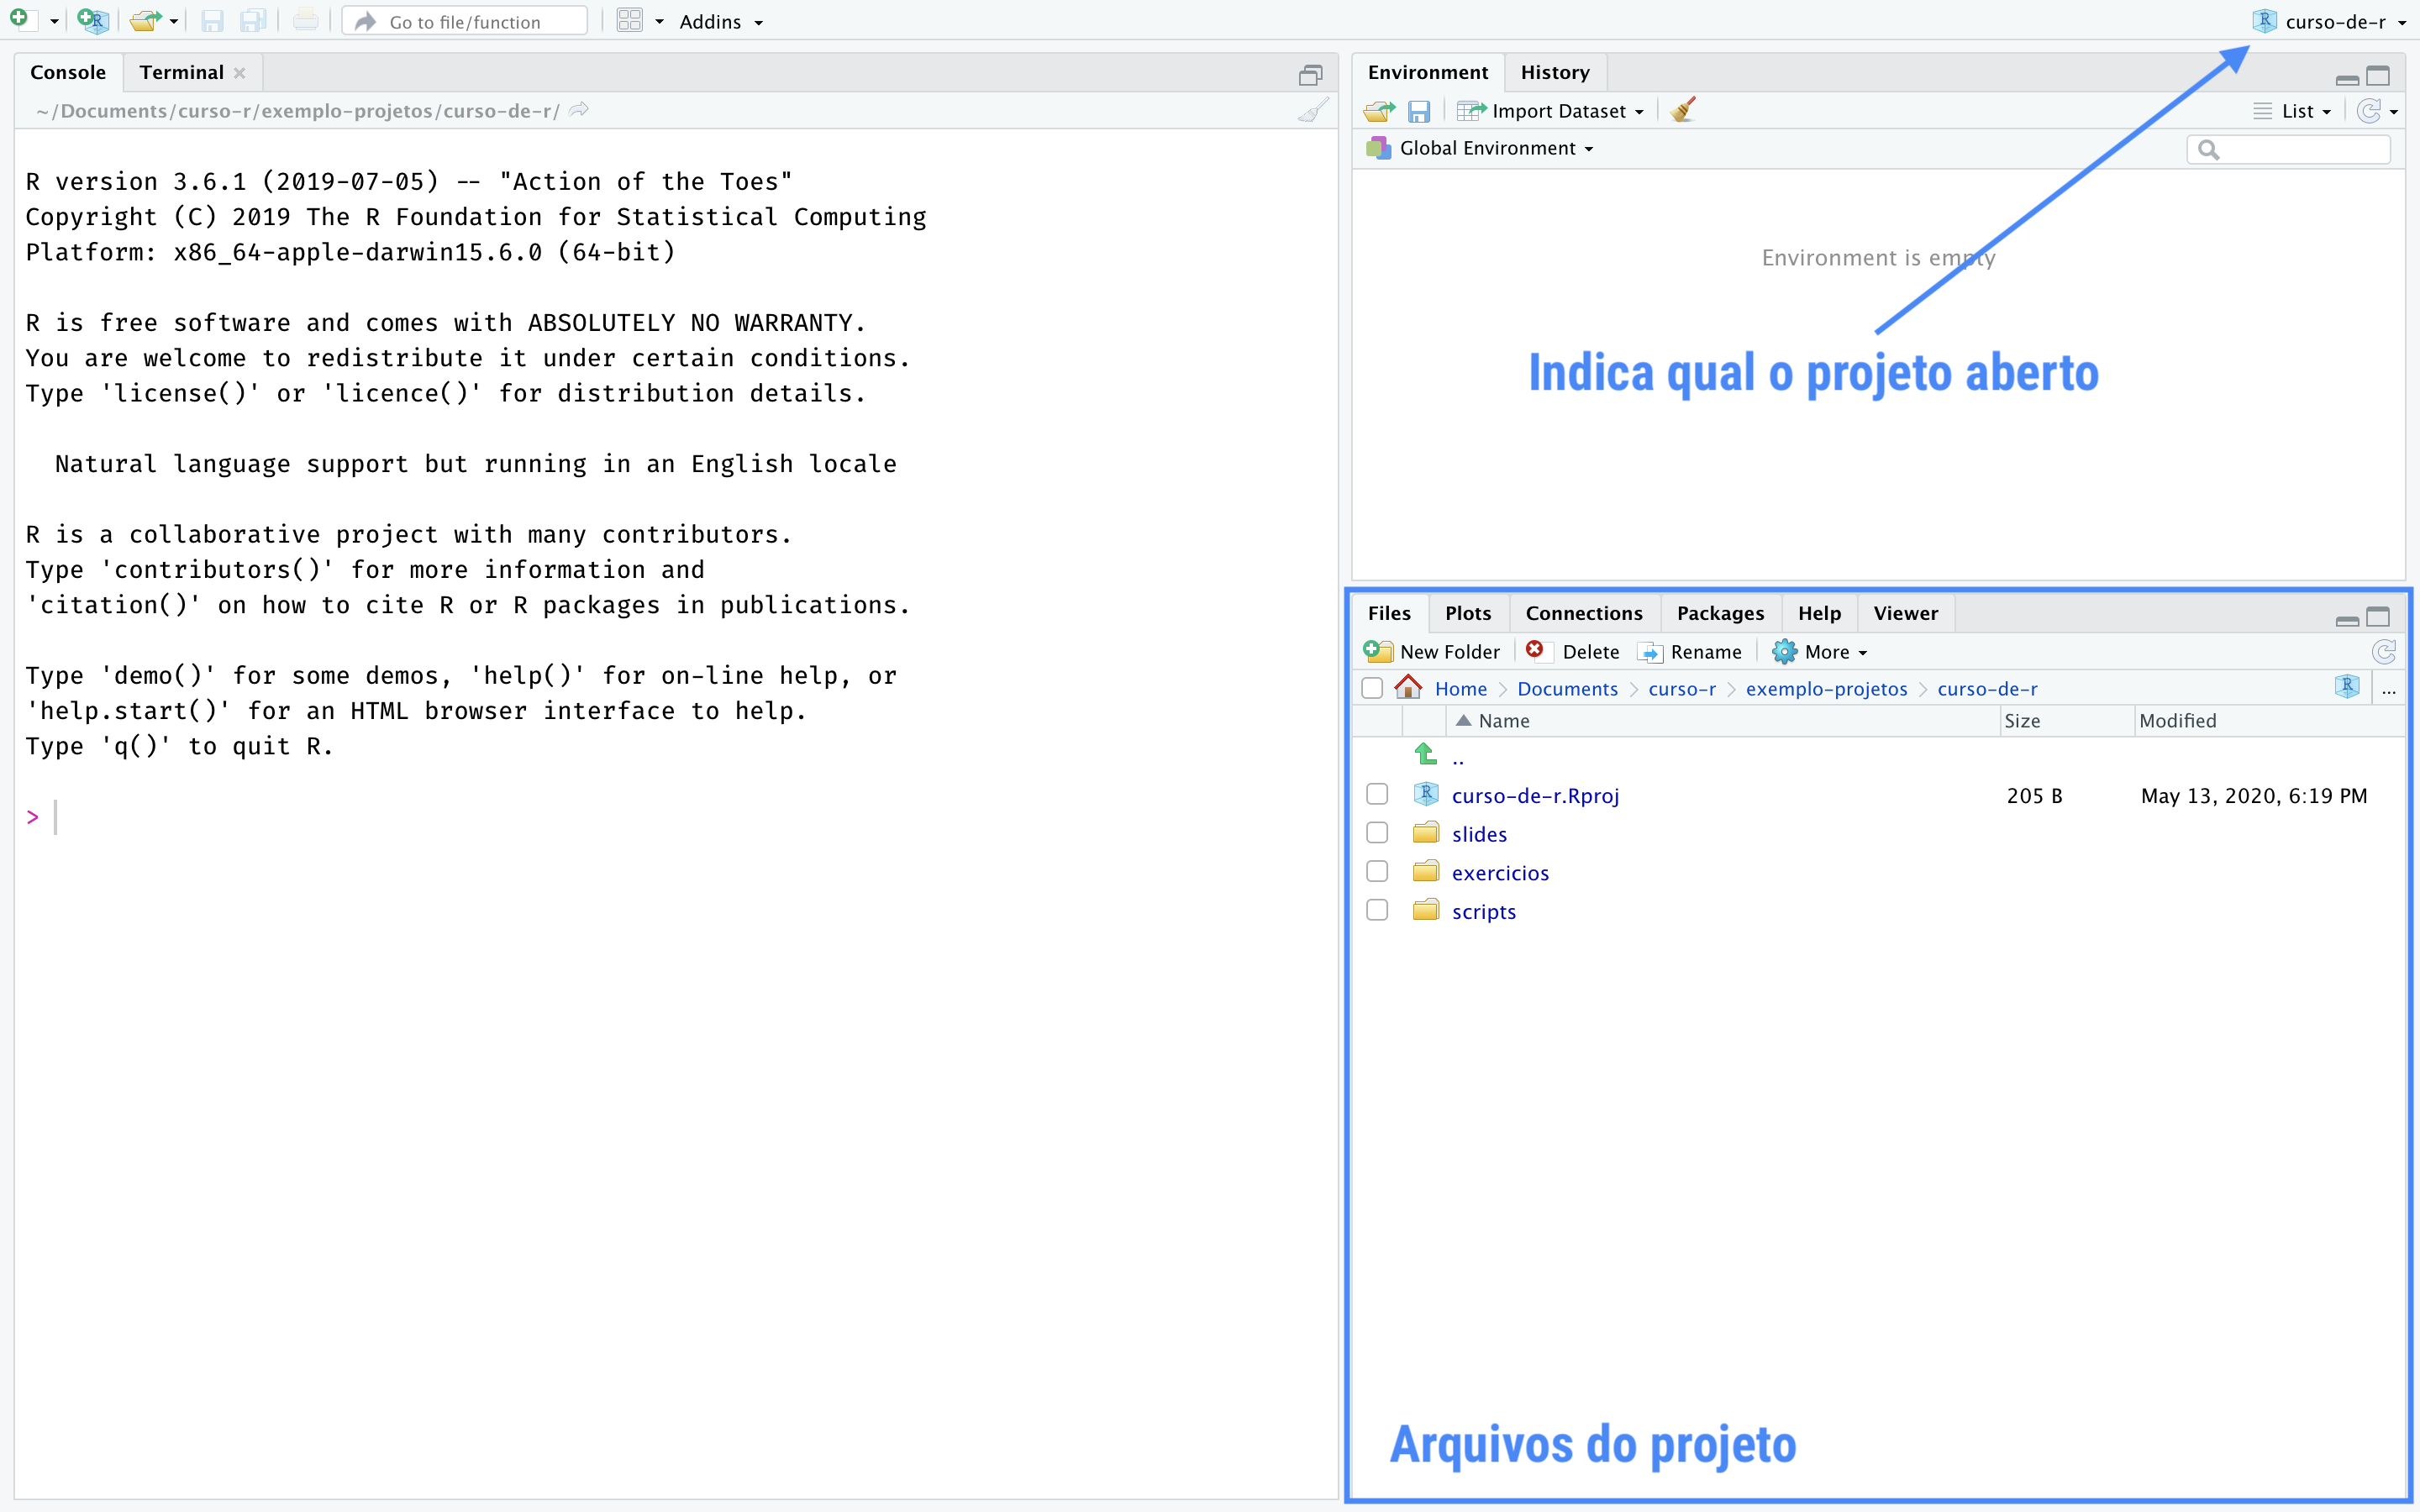 Go to file/function
Addins
curso-de-r
Console
Terminal
~/Documents/curso-r/exemplo-projetos/curso-de-r/
R version 3.6.1 (2019-07-05) -- "Action of the Toes"
Copyright (C) 2019 The R Foundation for Statistical Computing
Platform: x86_64-apple-darwin15.6.0 (64-bit)
R is free software and comes with ABSOLUTELY NO WARRANTY.
You are welcome to redistribute it under certain conditions.
Type 'license()' or 'licence()' for distribution details.
Natural language support but running in an English locale
R is a collaborative project with many contributors.
Type 'contributors()' for more information and
'citation()' on how to cite R or R packages in publications.
Type 'demo()' for some demos, 'help()' for on-line help, or
'help.start()' for an HTML browser interface to help.
Type 'q()' to quit R.
>
Environment History
Import Dataset List
Global Environment
Environment is empty
Indica qual o projeto aberto
Files Plots Connections Packages Help Viewer
New Folder Delete Rename More
Home Documents curso-r exemplo-projetos curso-de-r ...
Name Size Modified
..
curso-de-r.Rproj 205 B May 13, 2020, 6:19 PM
slides
exercicios
scripts
Arquivos do projeto